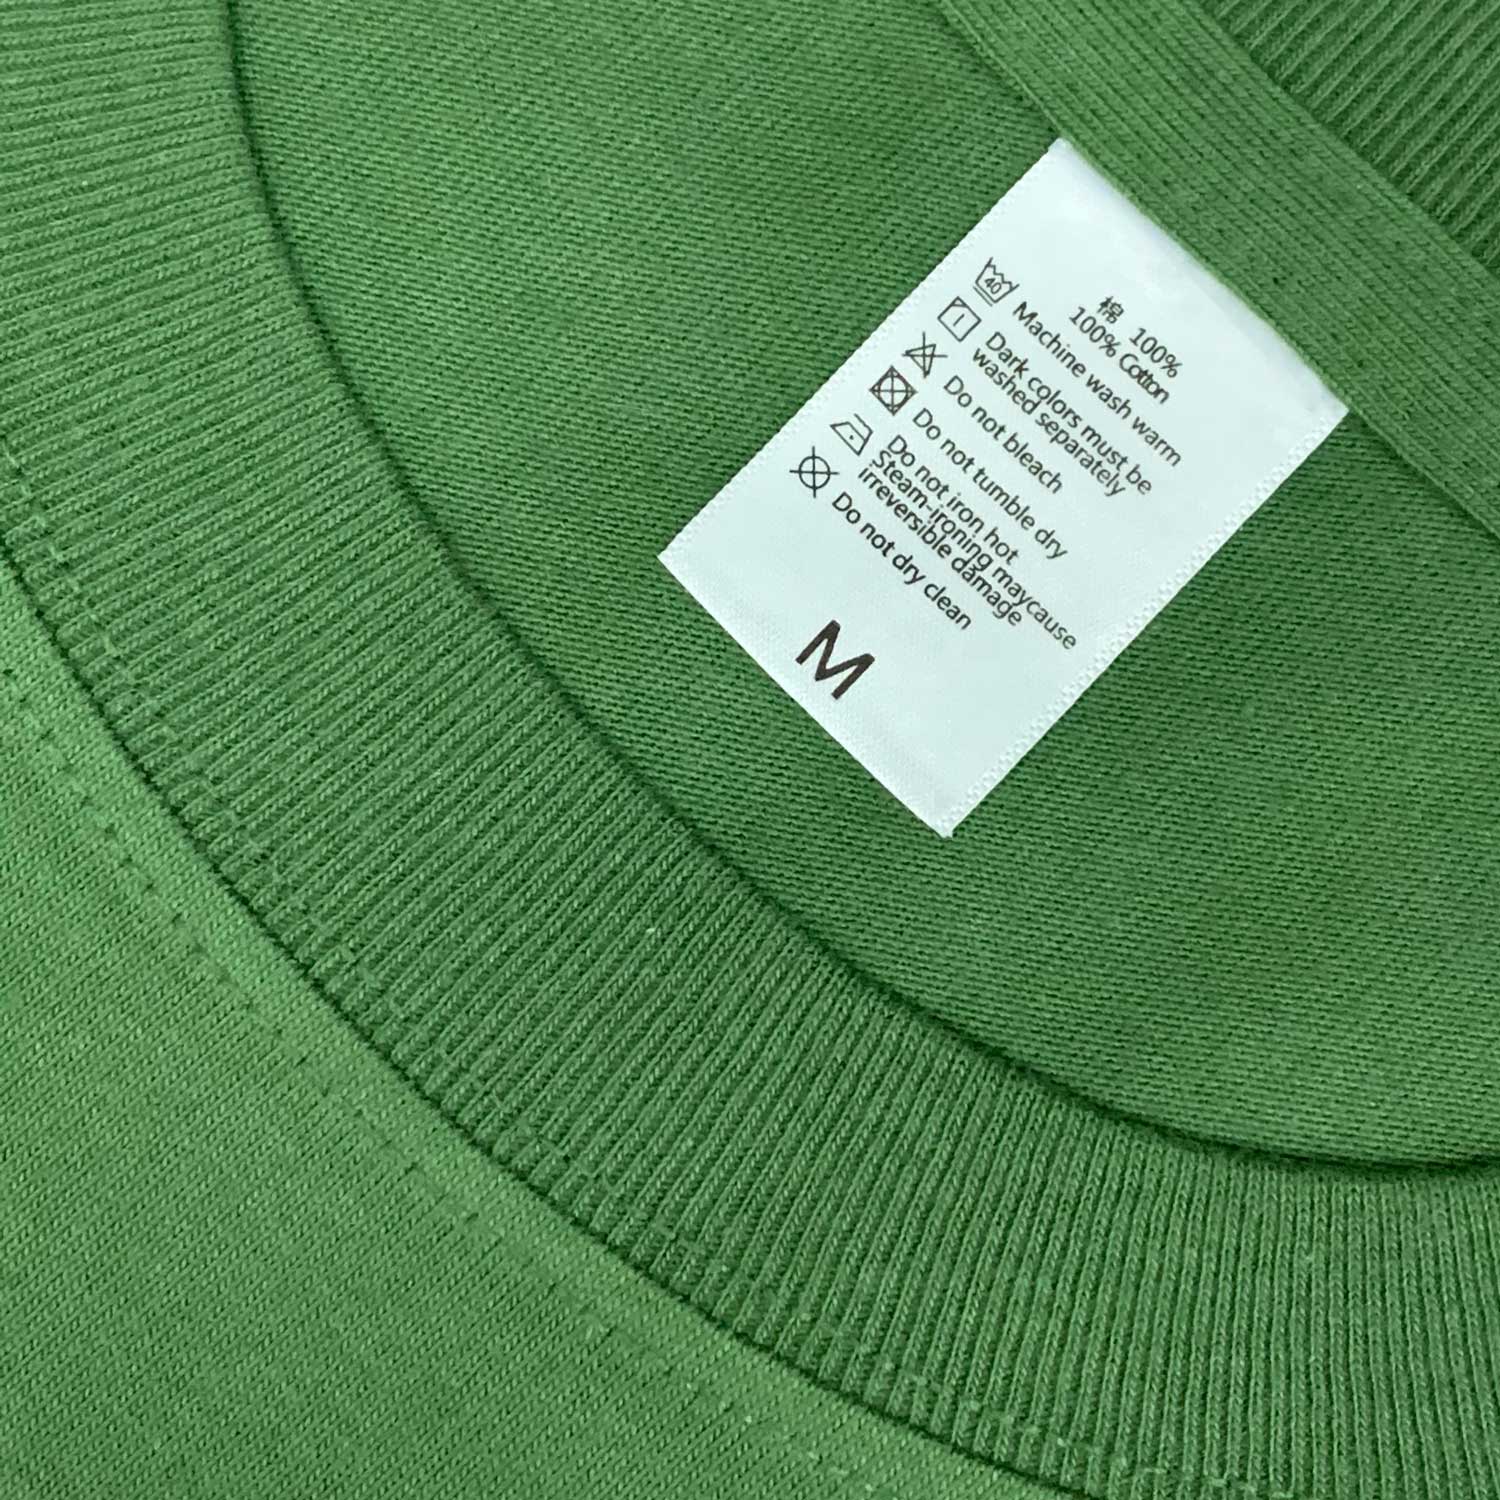 棉 100%
100% Cotton
40
Machine wash warm
Dark colors must be
washed separately
Do not bleach
Do not tumble dry
Do not iron hot
Steam-ironing maycause
irreversible damage
Do not dry clean
M